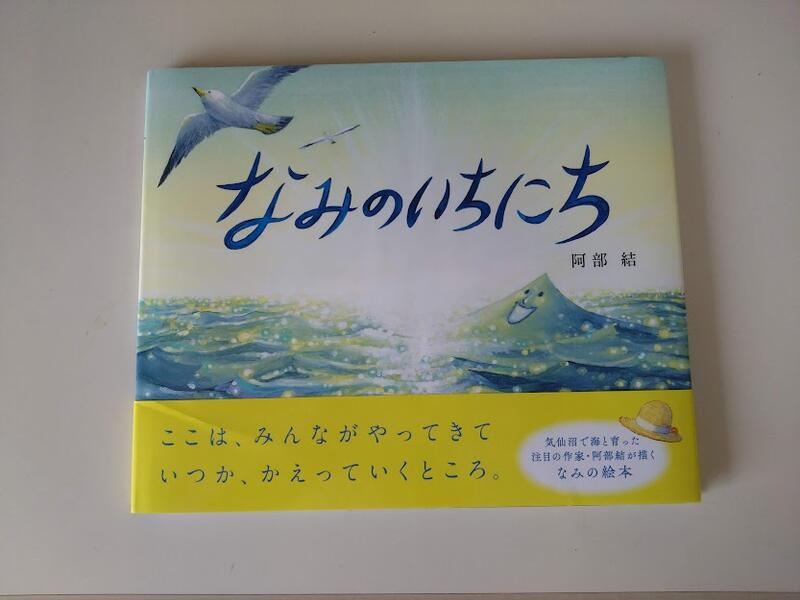 なみのいちにち
阿部 結
ここは、みんながやってきて
いつか、かえっていくところ。
気仙沼で海と育った
注目の作家・阿部結が描く
なみの絵本